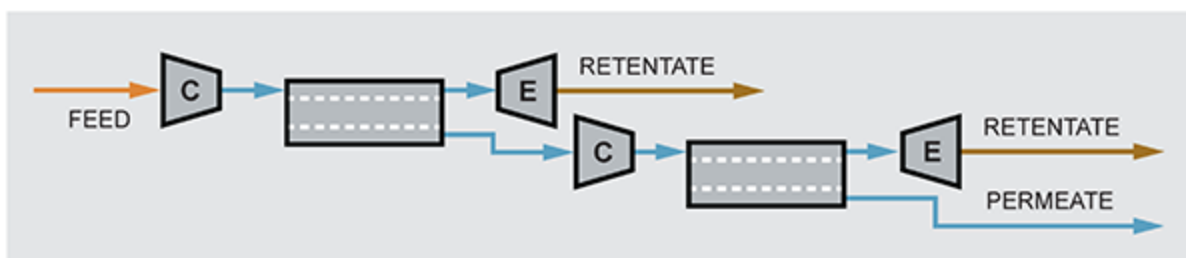 FEED
C
E
RETENTATE
C
E
RETENTATE
PERMEATE